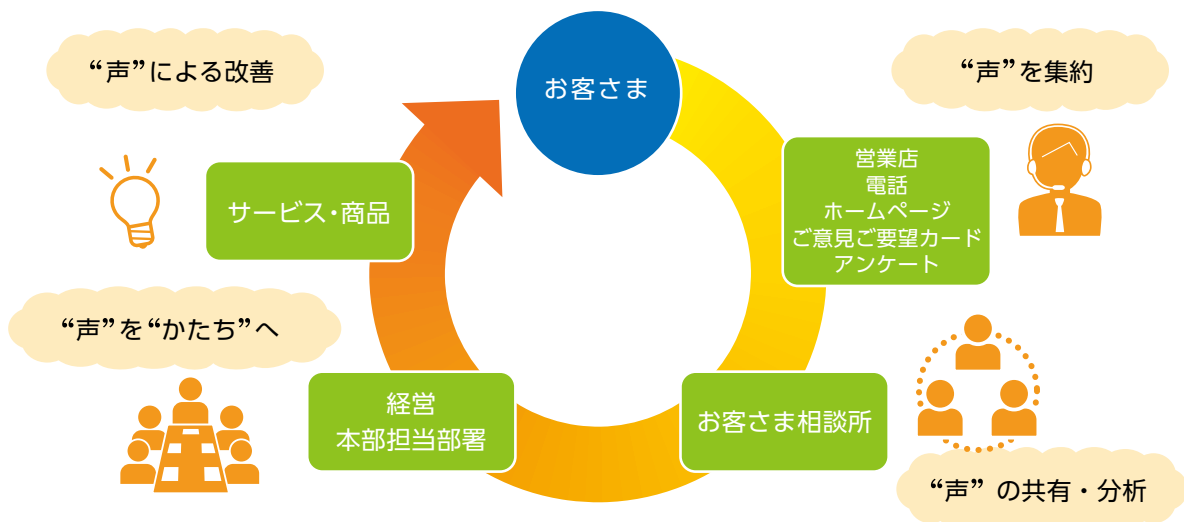 お客さま
“声”を集約
営業店
電話
ホームページ
ご意見ご要望カード
アンケート
お客さま相談所
“声” の共有・分析
経営
本部担当部署
“声”を“かたち”へ
サービス・商品
“声”による改善